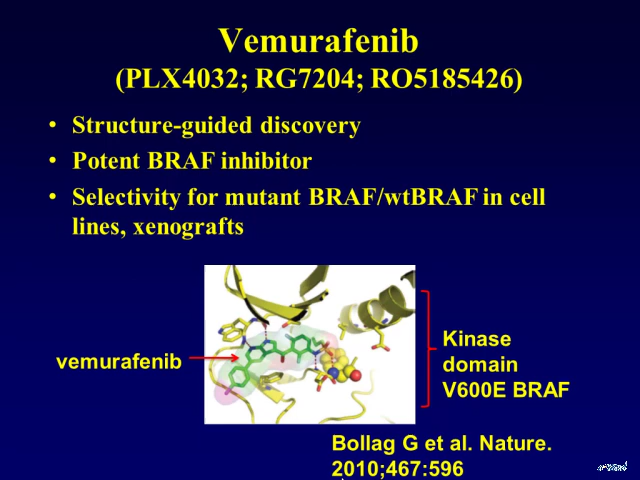 Vemurafenib
(PLX4032; RG7204; RO5185426)
• Structure-guided discovery
• Potent BRAF inhibitor
• Selectivity for mutant BRAF/wtBRAF in cell
lines, xenografts
vemurafenib
Kinase
domain
V600E BRAF
Bollag G et al. Nature.
2010;467:596